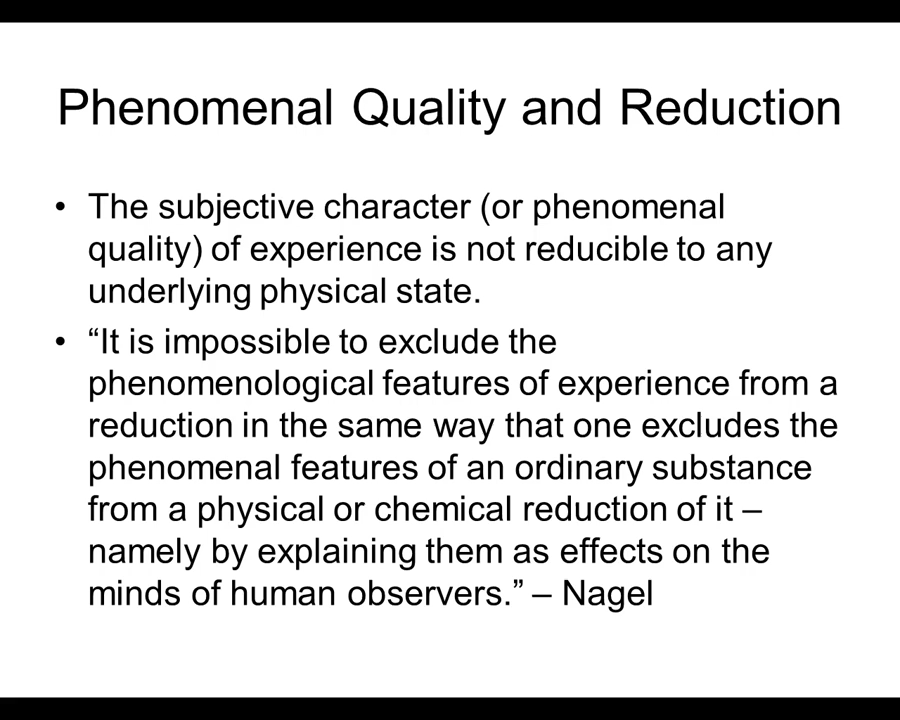 Phenomenal Quality and Reduction
• The subjective character (or phenomenal
quality) of experience is not reducible to any
underlying physical state.
• “It is impossible to exclude the
phenomenological features of experience from a
reduction in the same way that one excludes the
phenomenal features of an ordinary substance
from a physical or chemical reduction of it –
namely by explaining them as effects on the
minds of human observers.” – Nagel